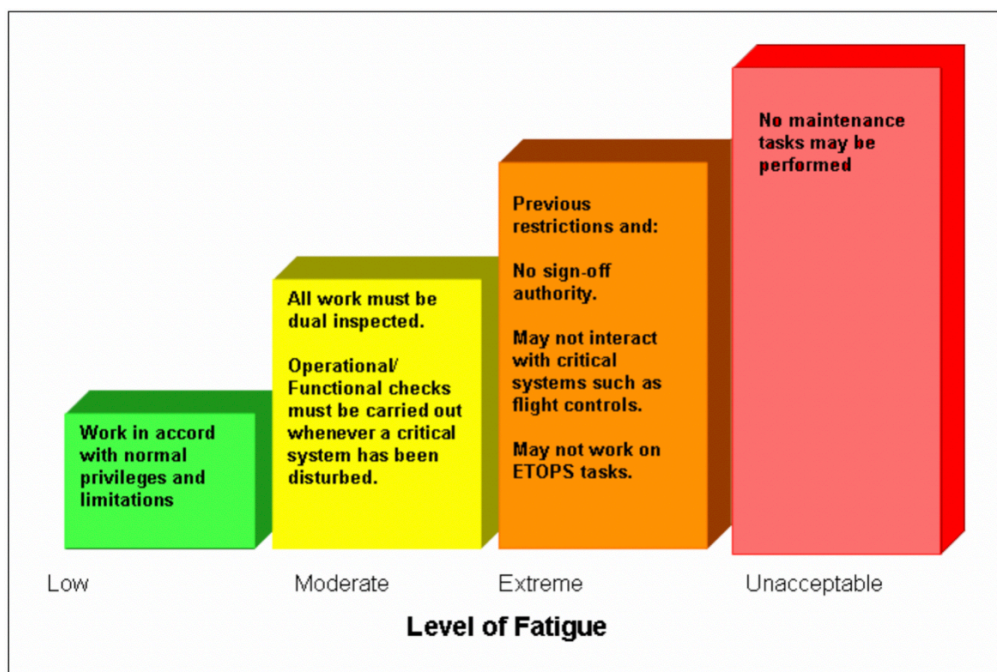 Work in accord
with normal
privileges and
limitations
All work must be
dual inspected.
Operational/
Functional checks
must be carried out
whenever a critical
system has been
disturbed.
Previous
restrictions and:
No sign-off
authority.
May not interact
with critical
systems such as
flight controls.
May not work on
ETOPS tasks.
No maintenance
tasks may be
performed
Low
Moderate
Extreme
Unacceptable
Level of Fatigue